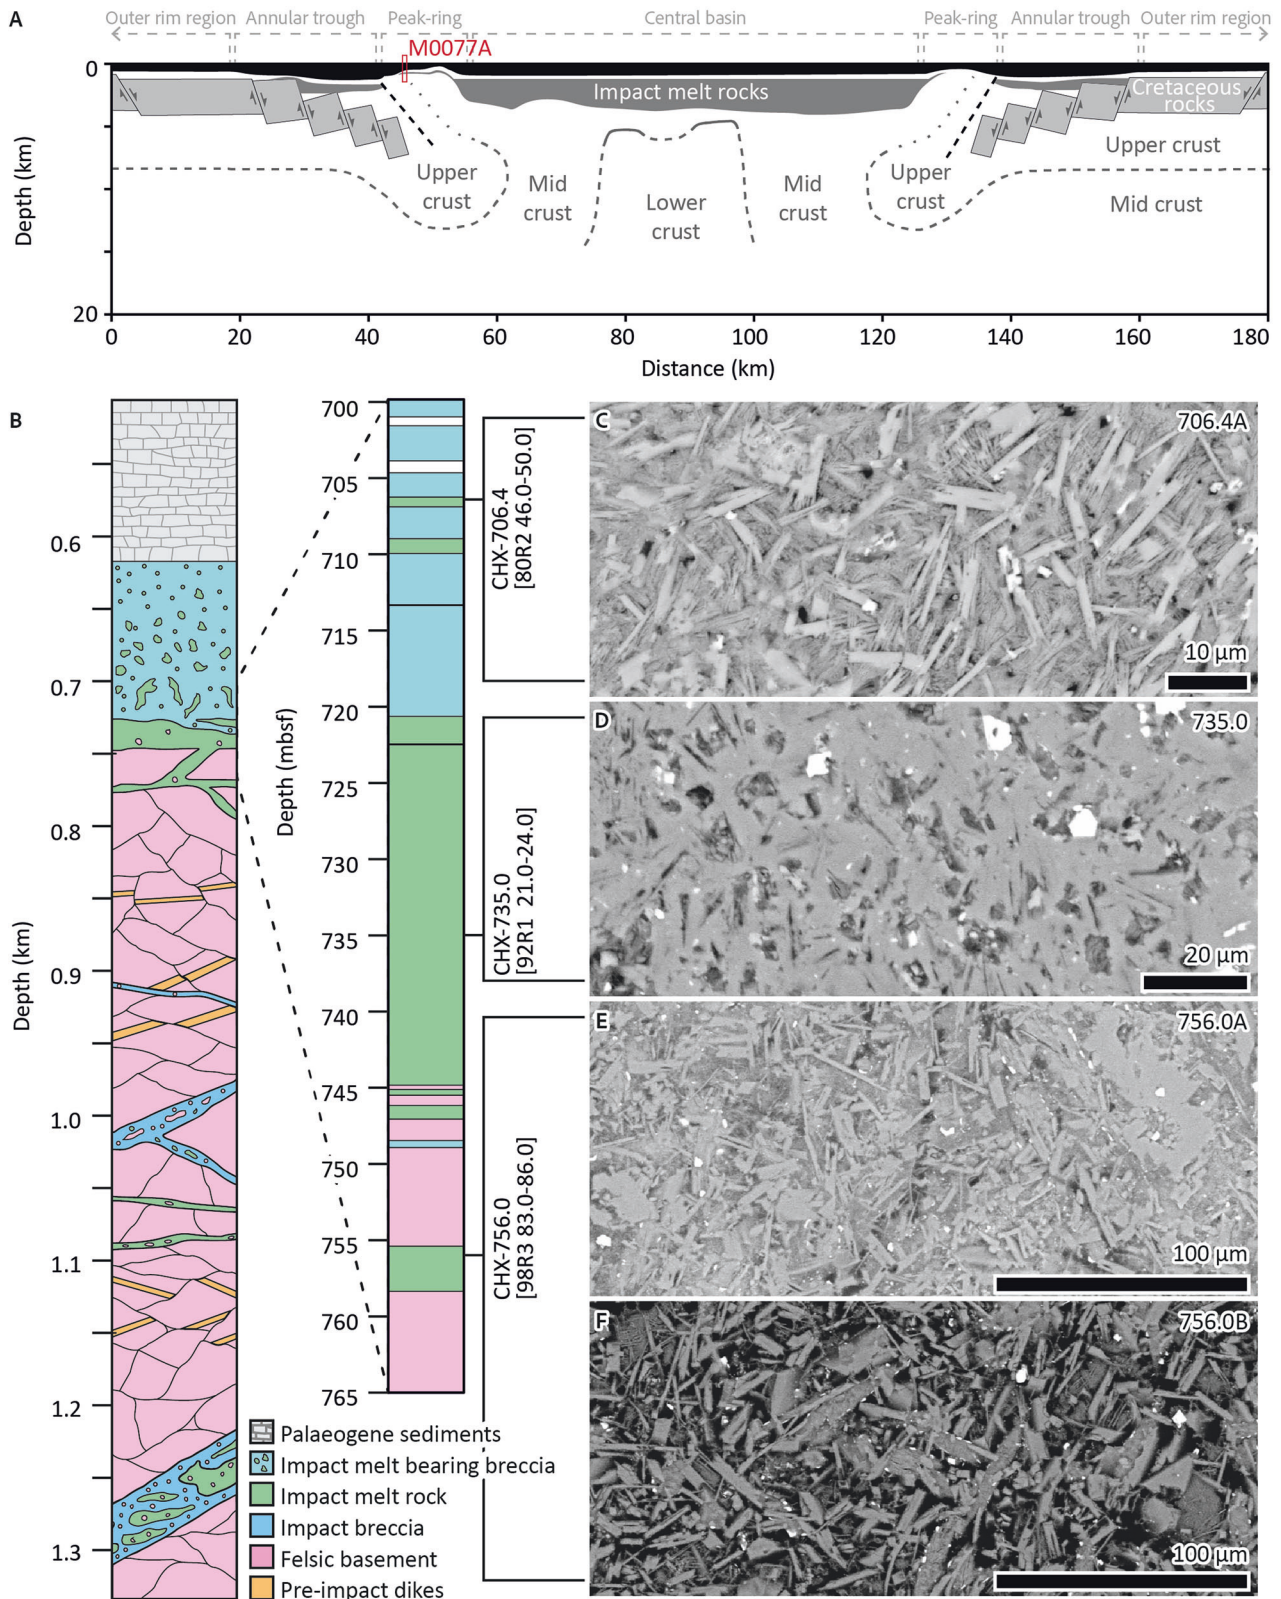 A
Outer rim region
Annular trough
Peak-ring
Central basin
Peak-ring
Annular trough
Outer rim region
M0077A
Impact melt rocks
Cretaceous
rocks
Upper
crust
Mid
crust
Lower
crust
Mid
crust
Upper
crust
Upper crust
Mid crust
Depth (km)
0
20
0
20
40
60
80
100
120
140
160
180
Distance (km)
B
Depth (km)
0.6
0.7
0.8
0.9
1.0
1.1
1.2
1.3
Depth (mbsf)
700
705
710
715
720
725
730
735
740
745
750
755
760
765
CHX-706.4
[80R2 46.0-50.0]
CHX-735.0
[92R1 21.0-24.0]
CHX-756.0
[98R3 83.0-86.0]
Palaeogene sediments
Impact melt bearing breccia
Impact melt rock
Impact breccia
Felsic basement
Pre-impact dikes
C
706.4A
10 µm
D
735.0
20 µm
E
756.0A
100 µm
F
756.0B
100 µm